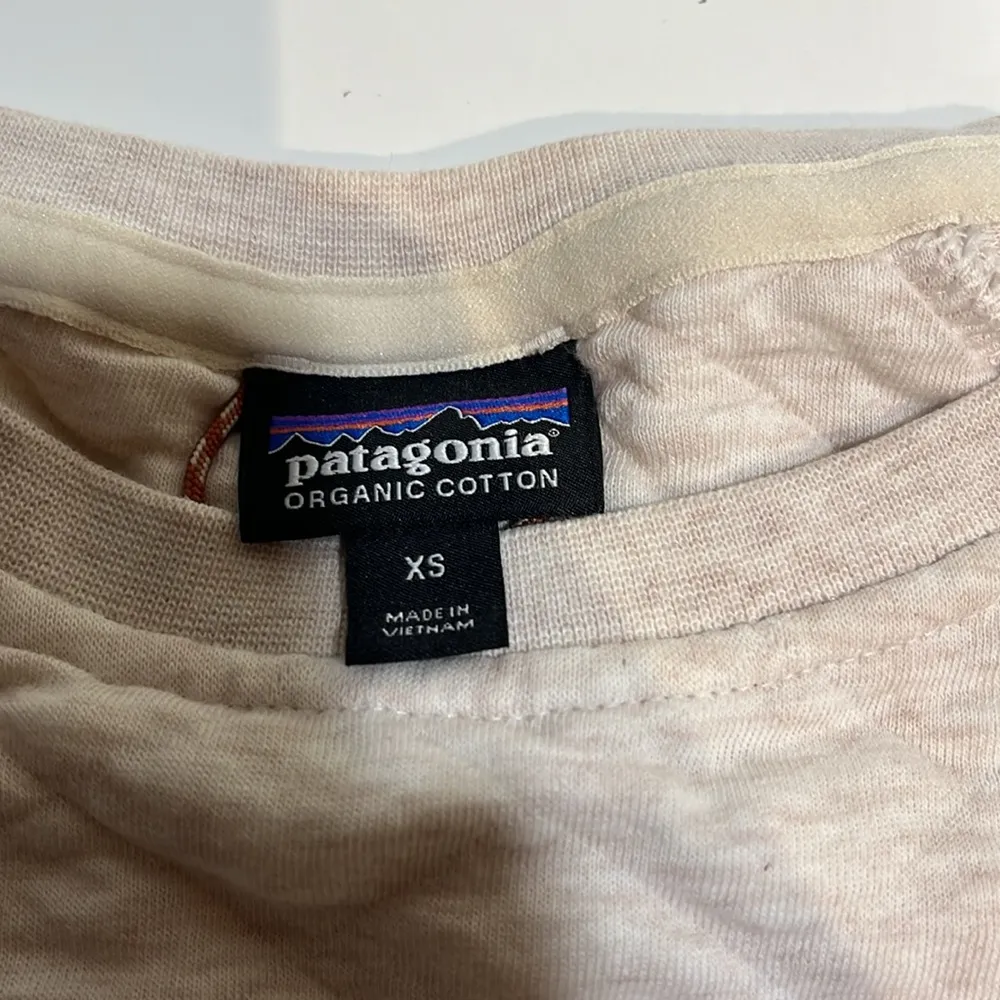 patagonia®
ORGANIC COTTON
XS
MADE IN
VIETNAM